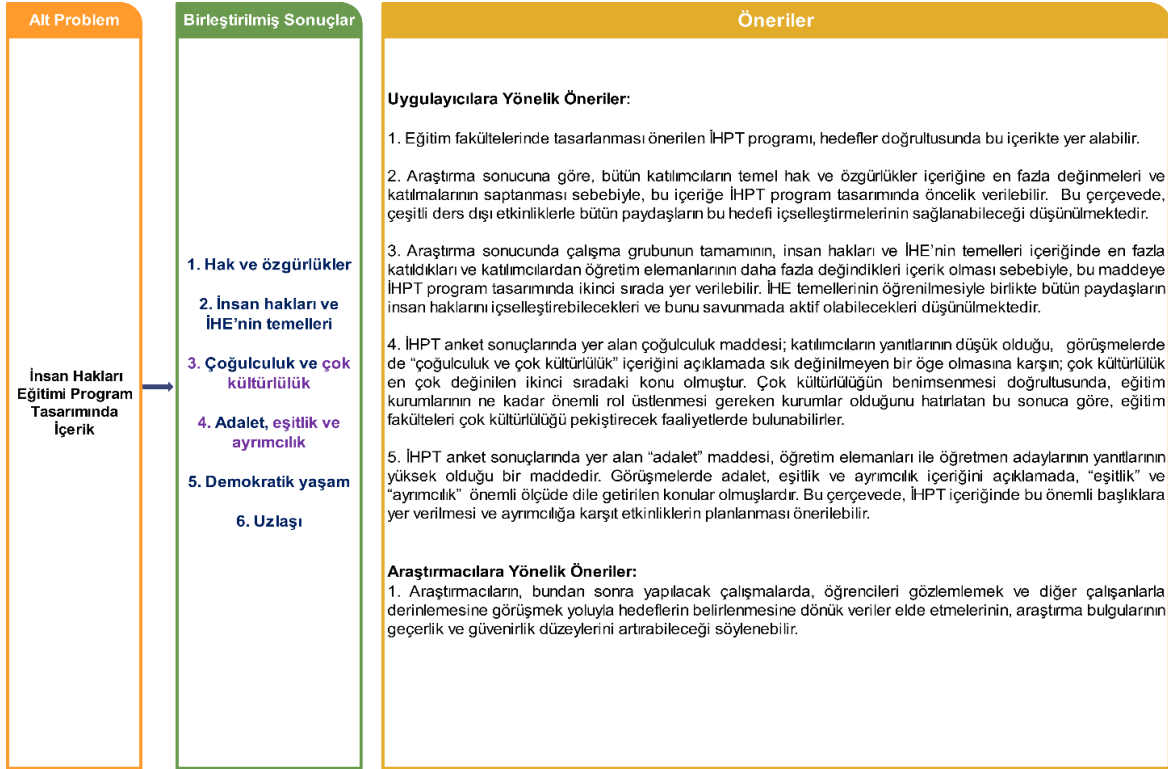 Alt Problem
Birleştirilmiş Sonuçlar
Öneriler
İnsan Hakları
Eğitimi Program
Tasarımında
İçerik
1. Hak ve özgürlükler
2. İnsan hakları ve
İHE’nin temelleri
3. Çoğulculuk ve çok
kültürlülük
4. Adalet, eşitlik ve
ayrımcılık
5. Demokratik yaşam
6. Uzlaşı
Uygulayıcılara Yönelik Öneriler:
1. Eğitim fakültelerinde tasarlanması önerilen İHPT programı, hedefler doğrultusunda bu içerikte yer alabilir.
2. Araştırma sonucuna göre, bütün katılımcıların temel hak ve özgürlükler içeriğine en fazla değinmeleri ve
katılmalarının saptanması sebebiyle, bu içeriğe İHPT program tasarımında öncelik verilebilir. Bu çerçevede,
çeşitli ders dışı etkinliklerle bütün paydaşların bu hedefi içselleştirmelerinin sağlanabileceği düşünülmektedir.
3. Araştırma sonucunda çalışma grubunun tamamının, insan hakları ve İHE’nin temelleri içeriğinde en fazla
katıldıkları ve katılımcılardan öğretim elemanlarının daha fazla değindikleri içerik olması sebebiyle, bu maddeye
İHPT program tasarımında ikinci sırada yer verilebilir. İHE temellerinin öğrenilmesiyle birlikte bütün paydaşların
insan haklarını içselleştirebilecekleri ve bunu savunmada aktif olabilecekleri düşünülmektedir.
4. İHPT anket sonuçlarında yer alan çoğulculuk maddesi; katılımcıların yanıtlarının düşük olduğu, görüşmelerde
de “çoğulculuk ve çok kültürlülük” içeriğini açıklamada sık değinilmeyen bir öge olmasına karşın; çok kültürlülük
en çok değinilen ikinci sıradaki konu olmuştur. Çok kültürlülüğün benimsenmesi doğrultusunda, eğitim
kurumlarının ne kadar önemli rol üstlenmesi gereken kurumlar olduğunu hatırlatan bu sonuca göre, eğitim
fakülteleri çok kültürlülüğü pekiştirecek faaliyetlerde bulunabilirler.
5. İHPT anket sonuçlarında yer alan “adalet” maddesi, öğretim elemanları ile öğretmen adaylarının yanıtlarının
yüksek olduğu bir maddedir. Görüşmelerde adalet, eşitlik ve ayrımcılık içeriğini açıklamada, “eşitlik” ve
“ayrımcılık” önemli ölçüde dile getirilen konular olmuşlardır. Bu çerçevede, İHPT içeriğinde bu önemli başlıklara
yer verilmesi ve ayrımcılığa karşıt etkinliklerin planlanması önerilebilir.
Araştırmacılara Yönelik Öneriler:
1. Araştırmacıların, bundan sonra yapılacak çalışmalarda, öğrencileri gözlemlemek ve diğer çalışanlarla
derinlemesine görüşmek yoluyla hedeflerin belirlenmesine dönük veriler elde etmelerinin, araştırma bulgularının
geçerlik ve güvenirlik düzeylerini artırabileceği söylenebilir.